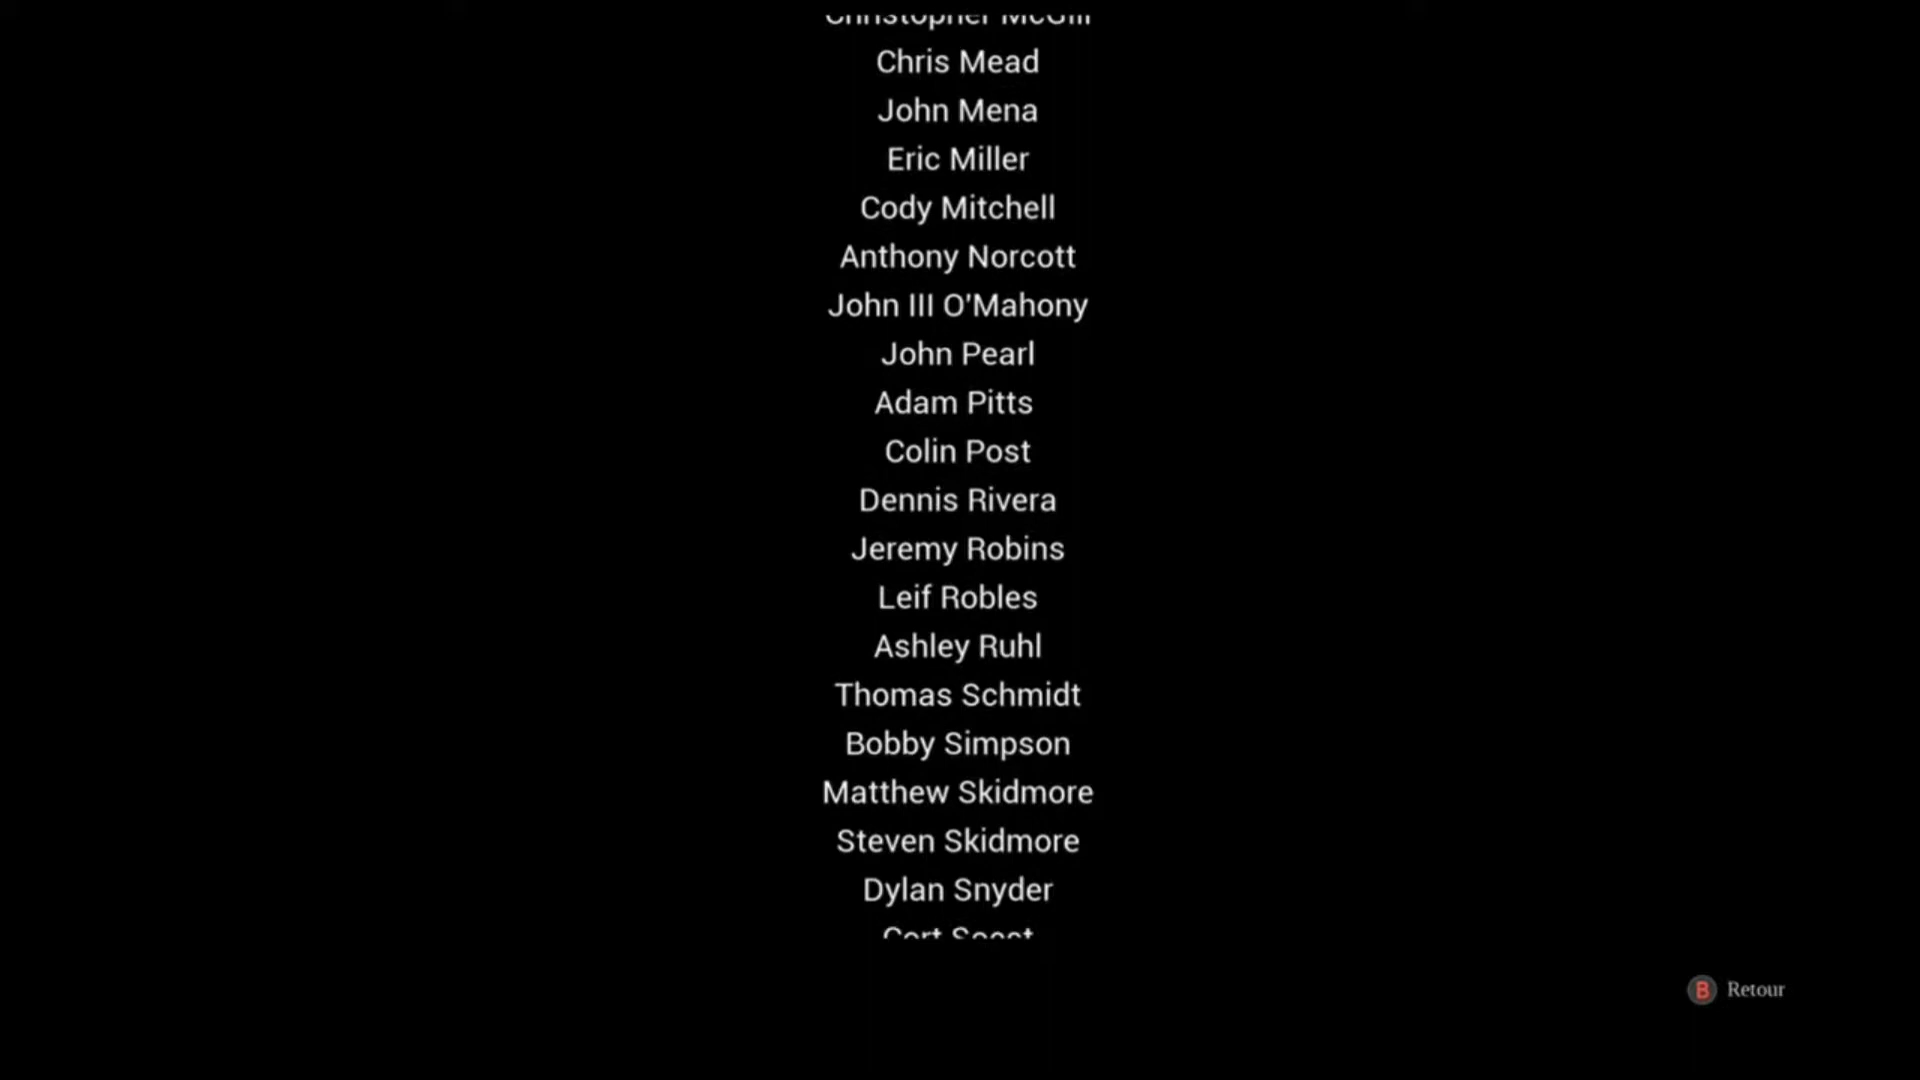 Christopher McGill
Chris Mead
John Mena
Eric Miller
Cody Mitchell
Anthony Norcott
John III O'Mahony
John Pearl
Adam Pitts
Colin Post
Dennis Rivera
Jeremy Robins
Leif Robles
Ashley Ruhl
Thomas Schmidt
Bobby Simpson
Matthew Skidmore
Steven Skidmore
Dylan Snyder
B Retour